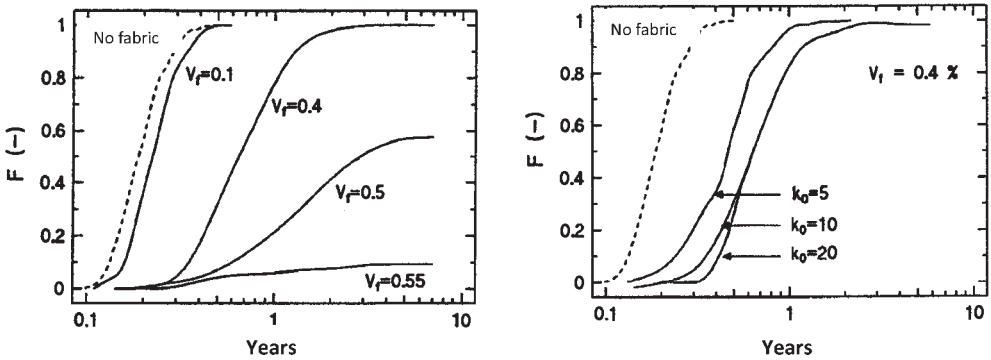 No fabric
V_f=0.1
V_f=0.4
V_f=0.5
V_f=0.55
F (–)
1
0.8
0.6
0.4
0.2
0
0.1
1
10
Years
No fabric
V_f = 0.4 %
k_0=5
k_0=10
k_0=20
F (–)
1
0.8
0.6
0.4
0.2
0
0.1
1
10
Years